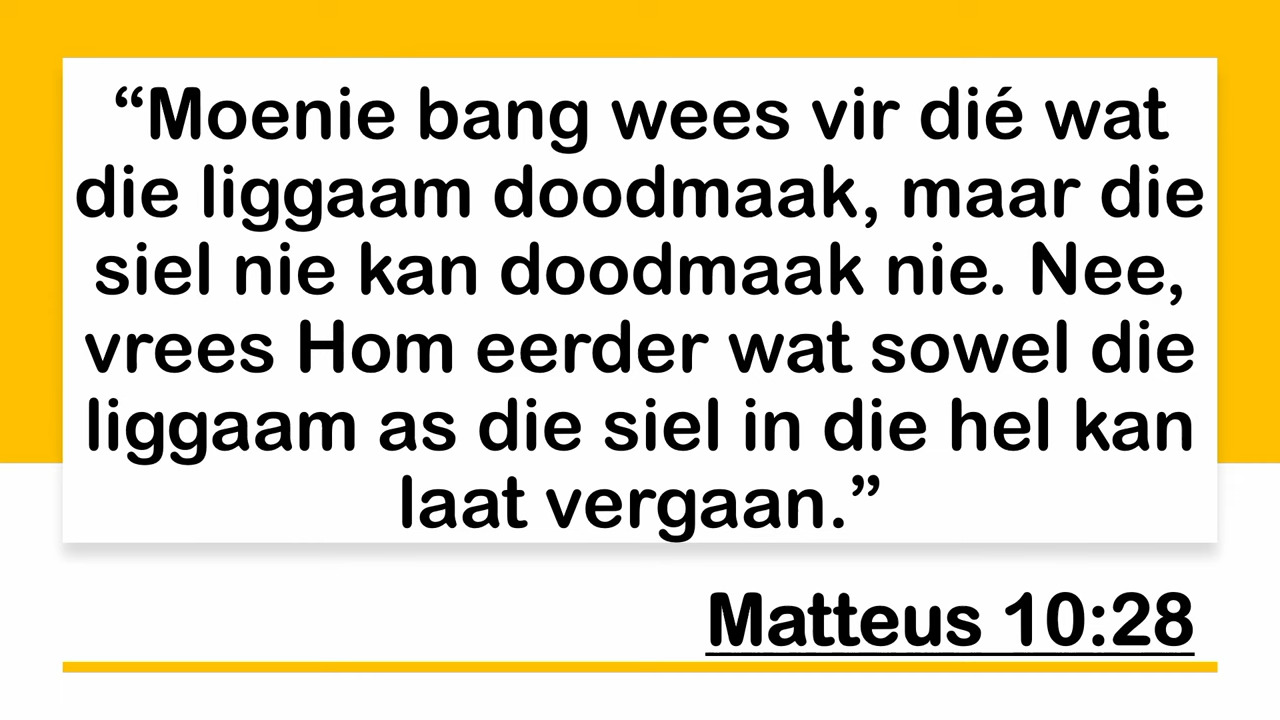 “Moenie bang wees vir dié wat
die liggaam doodmaak, maar die
siel nie kan doodmaak nie. Nee,
vrees Hom eerder wat sowel die
liggaam as die siel in die hel kan
laat vergaan.”
Matteus 10:28